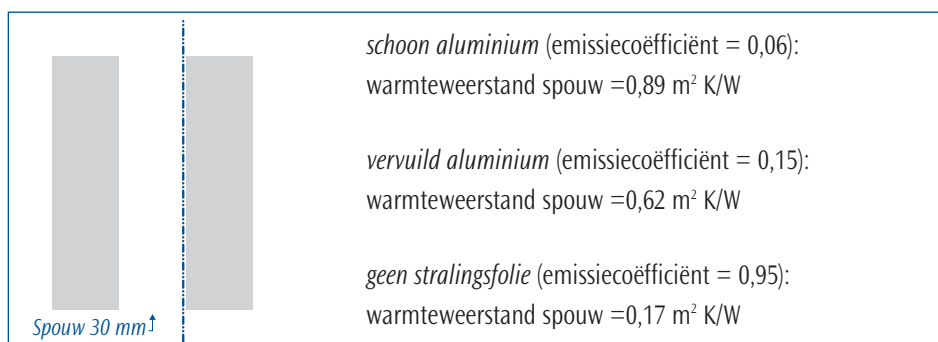 schoon aluminium (emissiecoëfficiënt = 0,06):
warmteweerstand spouw =0,89 m² K/W
vervuild aluminium (emissiecoëfficiënt = 0,15):
warmteweerstand spouw =0,62 m² K/W
geen stralingsfolie (emissiecoëfficiënt = 0,95):
warmteweerstand spouw =0,17 m² K/W
Spouw 30 mm